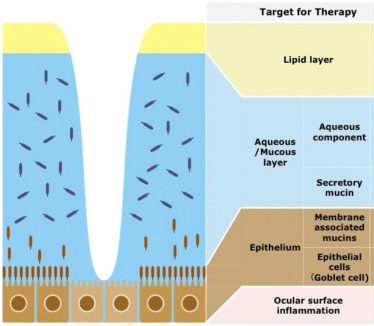 Target for Therapy
Lipid layer
Aqueous
/Mucous
layer
Aqueous
component
Secretory
mucin
Epithelium
Membrane
associated
mucins
Epithelial
cells
(Goblet cell)
Ocular surface
inflammation